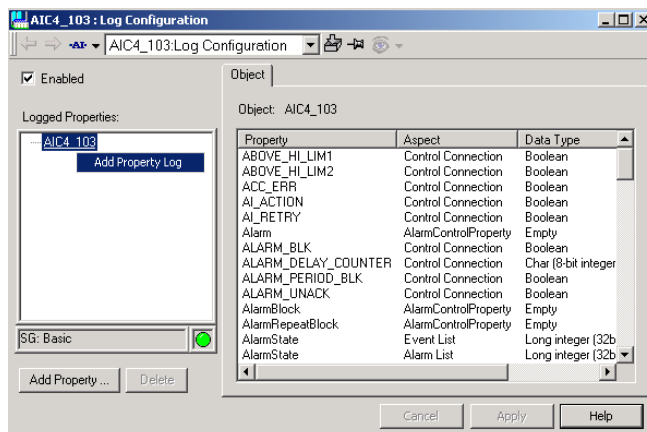 AIC4_103 : Log Configuration
AI AIC4_103:Log Configuration
Enabled
Logged Properties:
AIC4_103
Add Property Log
SG: Basic
Add Property ... Delete
Object
Object: AIC4_103
Property Aspect Data Type
ABOVE_HI_LIM1 Control Connection Boolean
ABOVE_HI_LIM2 Control Connection Boolean
ACC_ERR Control Connection Boolean
AI_ACTION Control Connection Boolean
AI_RETRY Control Connection Boolean
Alarm AlarmControlProperty Empty
ALARM_BLK Control Connection Boolean
ALARM_DELAY_COUNTER Control Connection Char (8-bit integer
ALARM_PERIOD_BLK Control Connection Boolean
ALARM_UNACK Control Connection Boolean
AlarmBlock AlarmControlProperty Empty
AlarmRepeatBlock AlarmControlProperty Empty
AlarmState Event List Long integer (32b
AlarmState Alarm List Long integer (32b
Cancel Apply Help